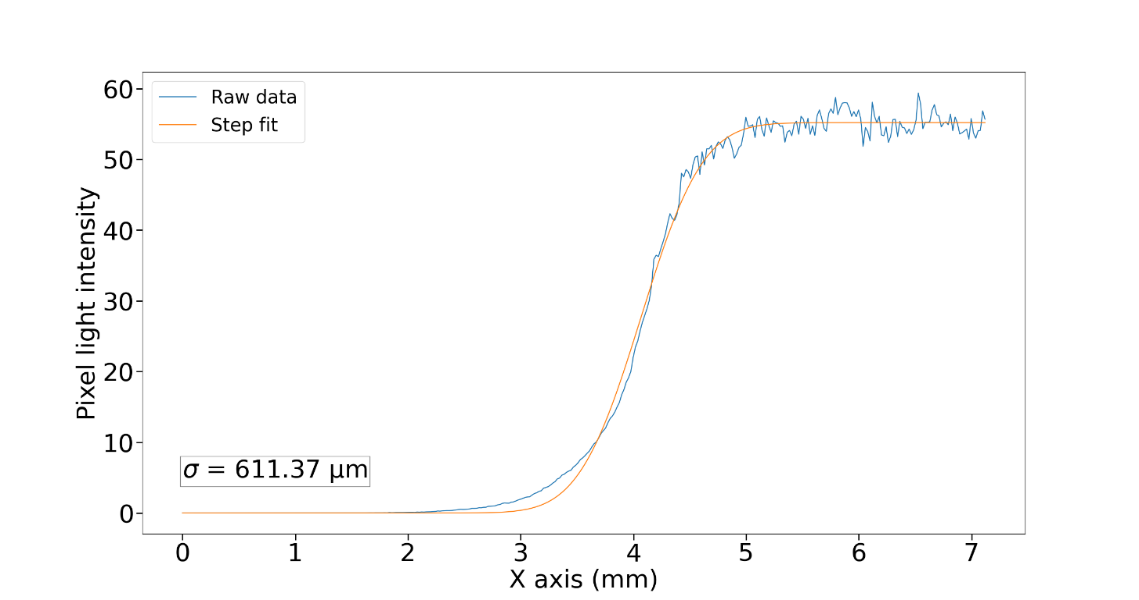 Raw data
Step fit
Pixel light intensity
60
50
40
30
20
10
0
σ = 611.37 µm
0 1 2 3 4 5 6 7
X axis (mm)